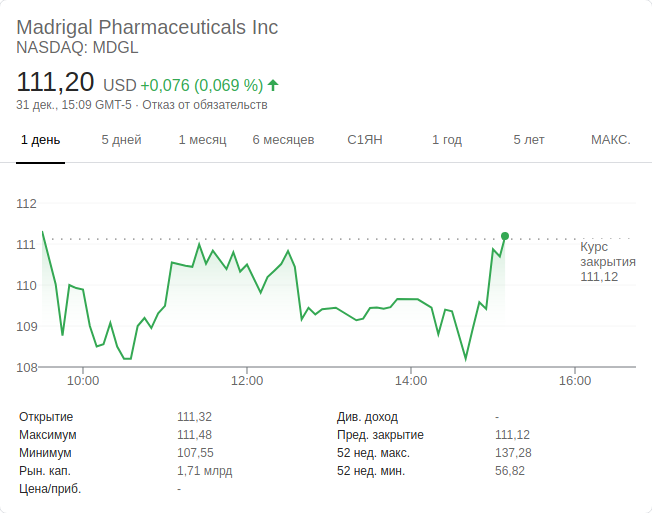 Madrigal Pharmaceuticals Inc
NASDAQ: MDGL
111,20 USD +0,076 (0,069 %)
31 дек., 15:09 GMT-5 · Отказ от обязательств
1 день 5 дней 1 месяц 6 месяцев С1ЯН 1 год 5 лет МАКС.
112
111
110
109
108
Курс
закрытия
111,12
10:00 12:00 14:00 16:00
Открытие 111,32 Див. доход -
Максимум 111,48 Пред. закрытие 111,12
Минимум 107,55 52 нед. макс. 137,28
Рын. кап. 1,71 млрд 52 нед. мин. 56,82
Цена/приб. -